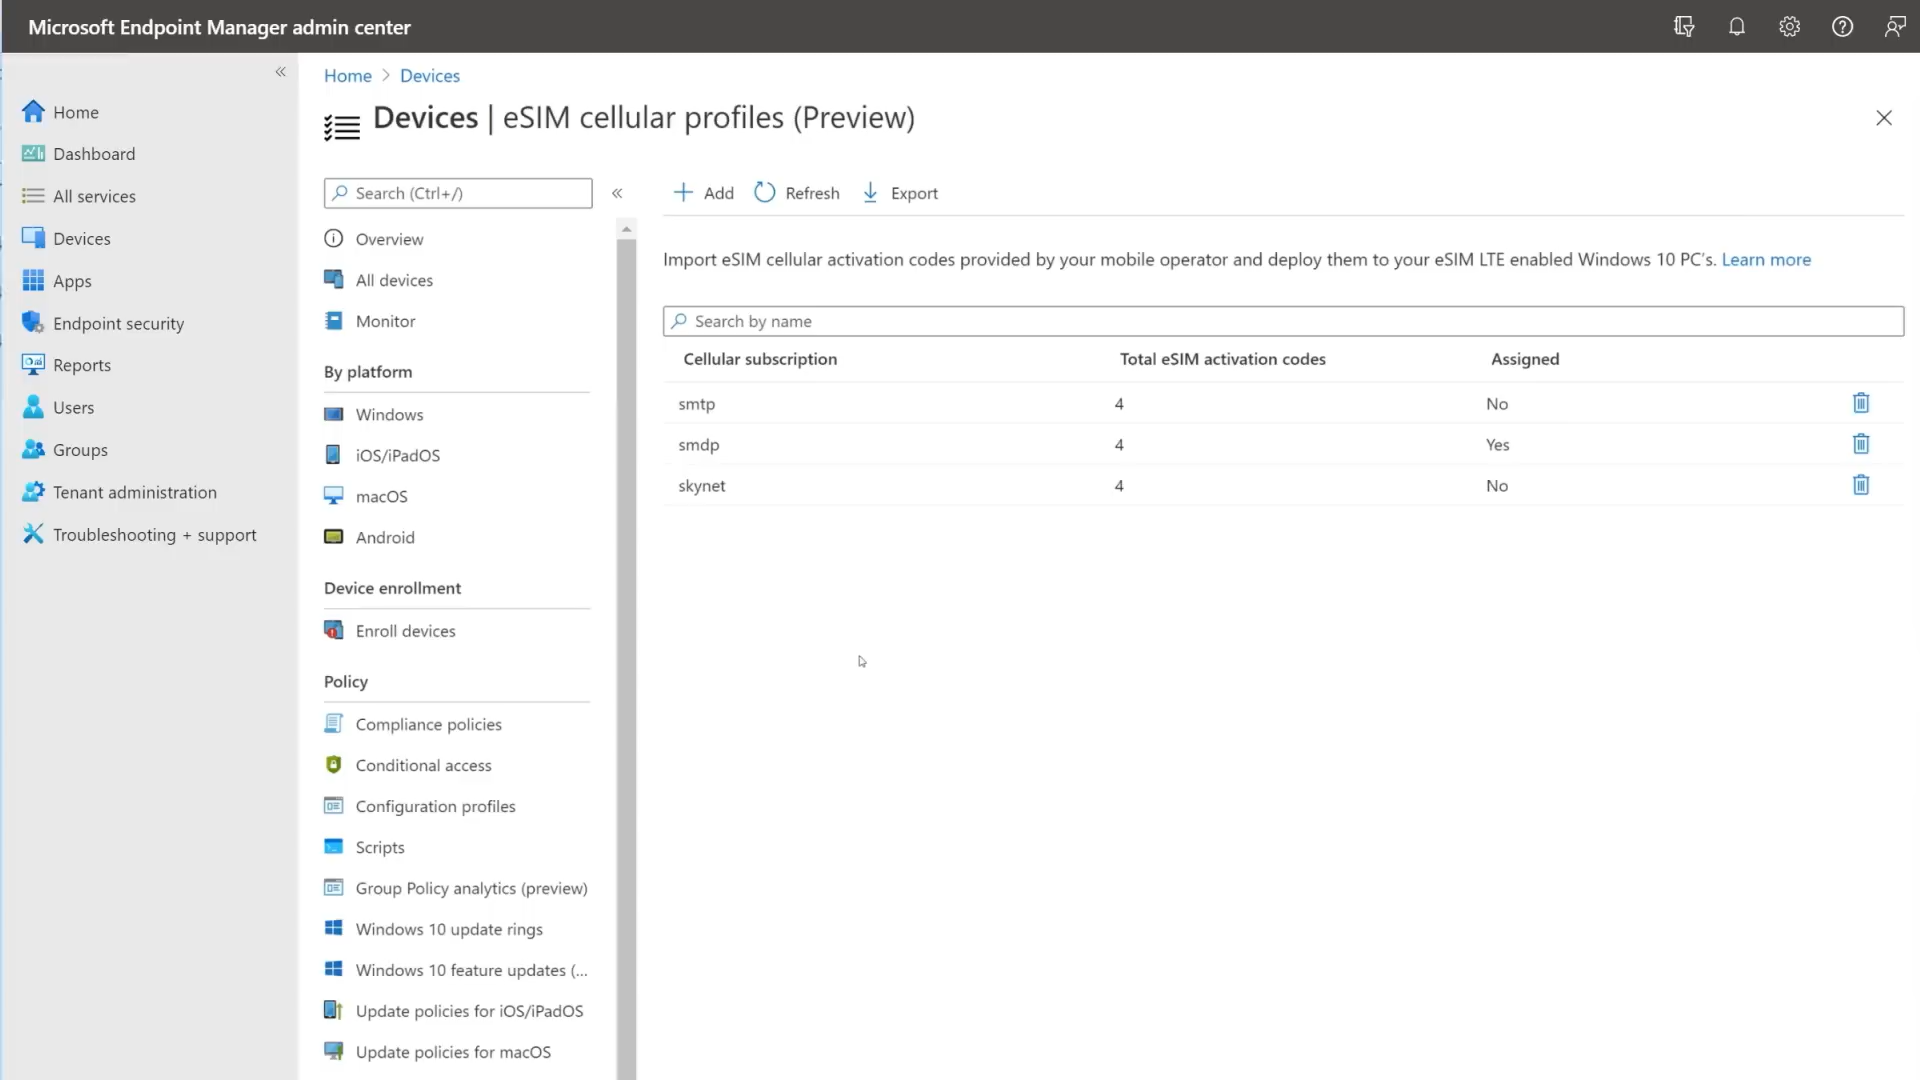 Microsoft Endpoint Manager admin center
Home
Dashboard
All services
Devices
Apps
Endpoint security
Reports
Users
Groups
Tenant administration
Troubleshooting + support
Home > Devices
Devices | eSIM cellular profiles (Preview)
Search (Ctrl+/)
Overview
All devices
Monitor
By platform
Windows
iOS/iPadOS
macOS
Android
Device enrollment
Enroll devices
Policy
Compliance policies
Conditional access
Configuration profiles
Scripts
Group Policy analytics (preview)
Windows 10 update rings
Windows 10 feature updates (...
Update policies for iOS/iPadOS
Update policies for macOS
Add Refresh Export
Import eSIM cellular activation codes provided by your mobile operator and deploy them to your eSIM LTE enabled Windows 10 PC's. Learn more
Search by name
Cellular subscription Total eSIM activation codes Assigned
smtp 4 No
smdp 4 Yes
skynet 4 No